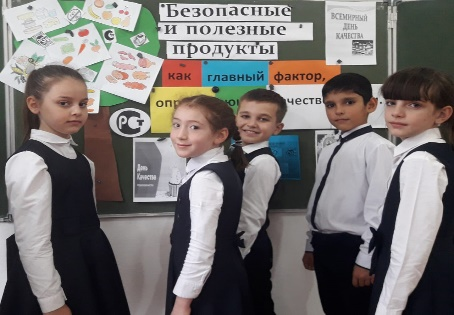 Безопасные
и полезные
продукты
как главный фактор,
ВСЕМИРНЫЙ
ДЕНЬ
КАЧЕСТВА
День
Качества